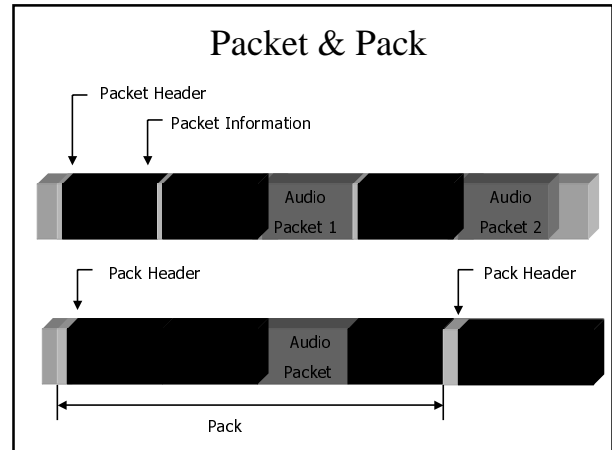 Packet & Pack
Packet Header
Packet Information
Audio
Packet 1
Audio
Packet 2
Pack Header
Pack Header
Audio
Packet
Pack